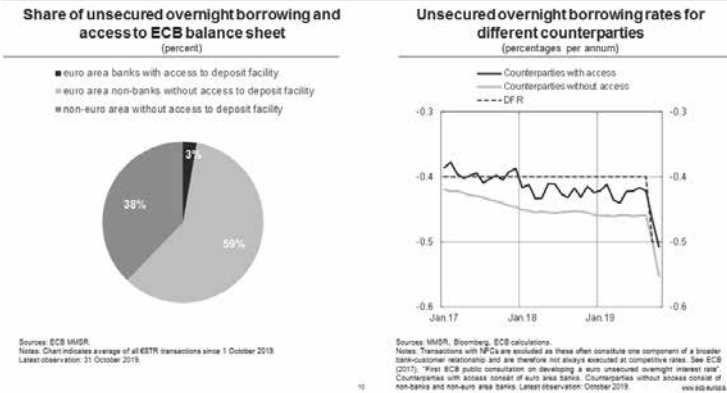 Share of unsecured overnight borrowing and
access to ECB balance sheet
(percent)
euro area banks with access to deposit facility
euro area non-banks without access to deposit facility
non-euro area without access to deposit facility
3%
38%
59%
Sources: ECB MMSR.
Notes: Chart indicates average of all €STR transactions since 1 October 2019.
Latest observation: 31 October 2019.
10
Unsecured overnight borrowing rates for
different counterparties
(percentages per annum)
Counterparties with access
Counterparties without access
DFR
-0.3 -0.3
-0.4 -0.4
-0.5 -0.5
-0.6 -0.6
Jan 17 Jan 18 Jan 19
Sources: MMSR, Bloomberg, ECB calculations.
Notes: Transactions with NFCs are excluded as these often constitute one component of a broader
bank-customer relationship and are therefore not always executed at competitive rates. See ECB
(2017), "First ECB public consultation on developing a euro unsecured overnight interest rate".
Counterparties with access consist of euro area banks. Counterparties without access consist of
non-banks and non-euro area banks. Latest observation: October 2019.
www.ecb.europa